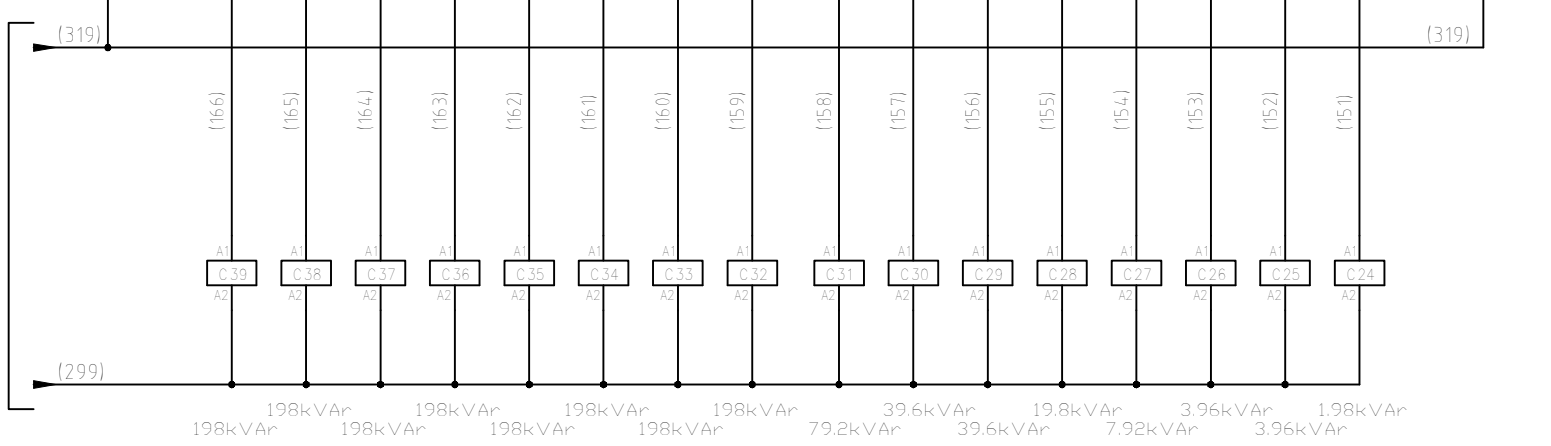 (319) (319)
(166) (165) (164) (163) (162) (161) (160) (159) (158) (157) (156) (155) (154) (153) (152) (151)
A1 A1 A1 A1 A1 A1 A1 A1 A1 A1 A1 A1 A1 A1 A1 A1
C39 C38 C37 C36 C35 C34 C33 C32 C31 C30 C29 C28 C27 C26 C25 C24
A2 A2 A2 A2 A2 A2 A2 A2 A2 A2 A2 A2 A2 A2 A2 A2
(299)
198kVAr 198kVAr 198kVAr 198kVAr 39.6kVAr 19.8kVAr 3.96kVAr 1.98kVAr
198kVAr 198kVAr 198kVAr 198kVAr 79.2kVAr 39.6kVAr 7.92kVAr 3.96kVAr